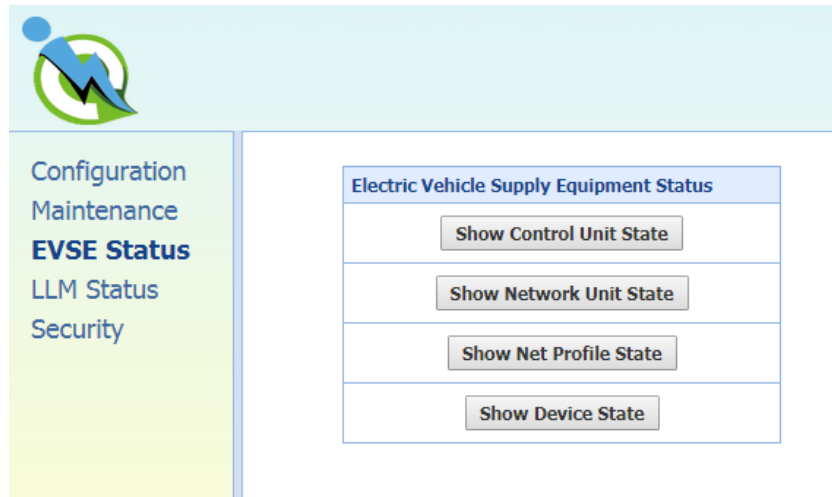 Configuration
Maintenance
EVSE Status
LLM Status
Security
Electric Vehicle Supply Equipment Status
Show Control Unit State
Show Network Unit State
Show Net Profile State
Show Device State